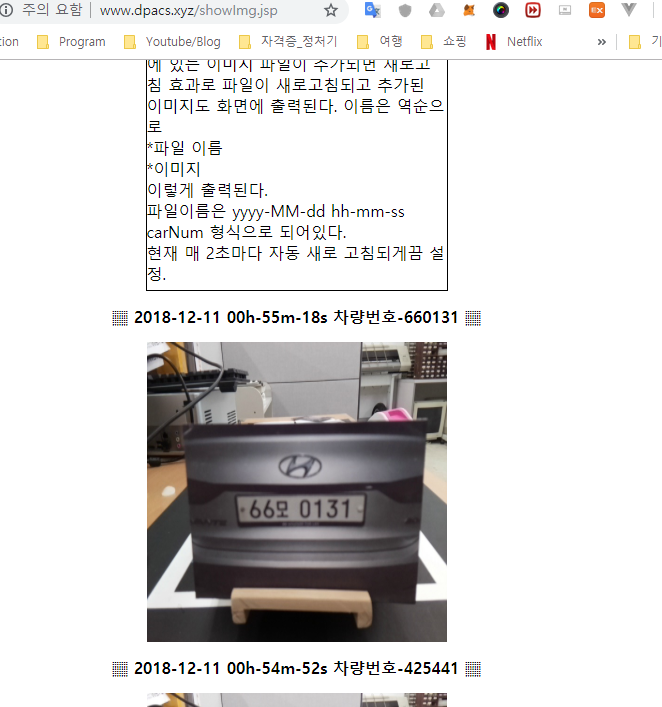 주의 요함 | www.dpacs.xyz/showImg.jsp
tion Program Youtube/Blog 자격증_정처기 여행 쇼핑 Netflix » 기
에 있는 이미지 파일이 추가되면 새로고
침 효과로 파일이 새로고침되고 추가된
이미지도 화면에 출력된다. 이름은 역순으
로
*파일 이름
*이미지
이렇게 출력된다.
파일이름은 yyyy-MM-dd hh-mm-ss
carNum 형식으로 되어있다.
현재 매 2초마다 자동 새로 고침되게끔 설
정.
▩ 2018-12-11 00h-55m-18s 차량번호-660131 ▩
66모 0131
▩ 2018-12-11 00h-54m-52s 차량번호-425441 ▩